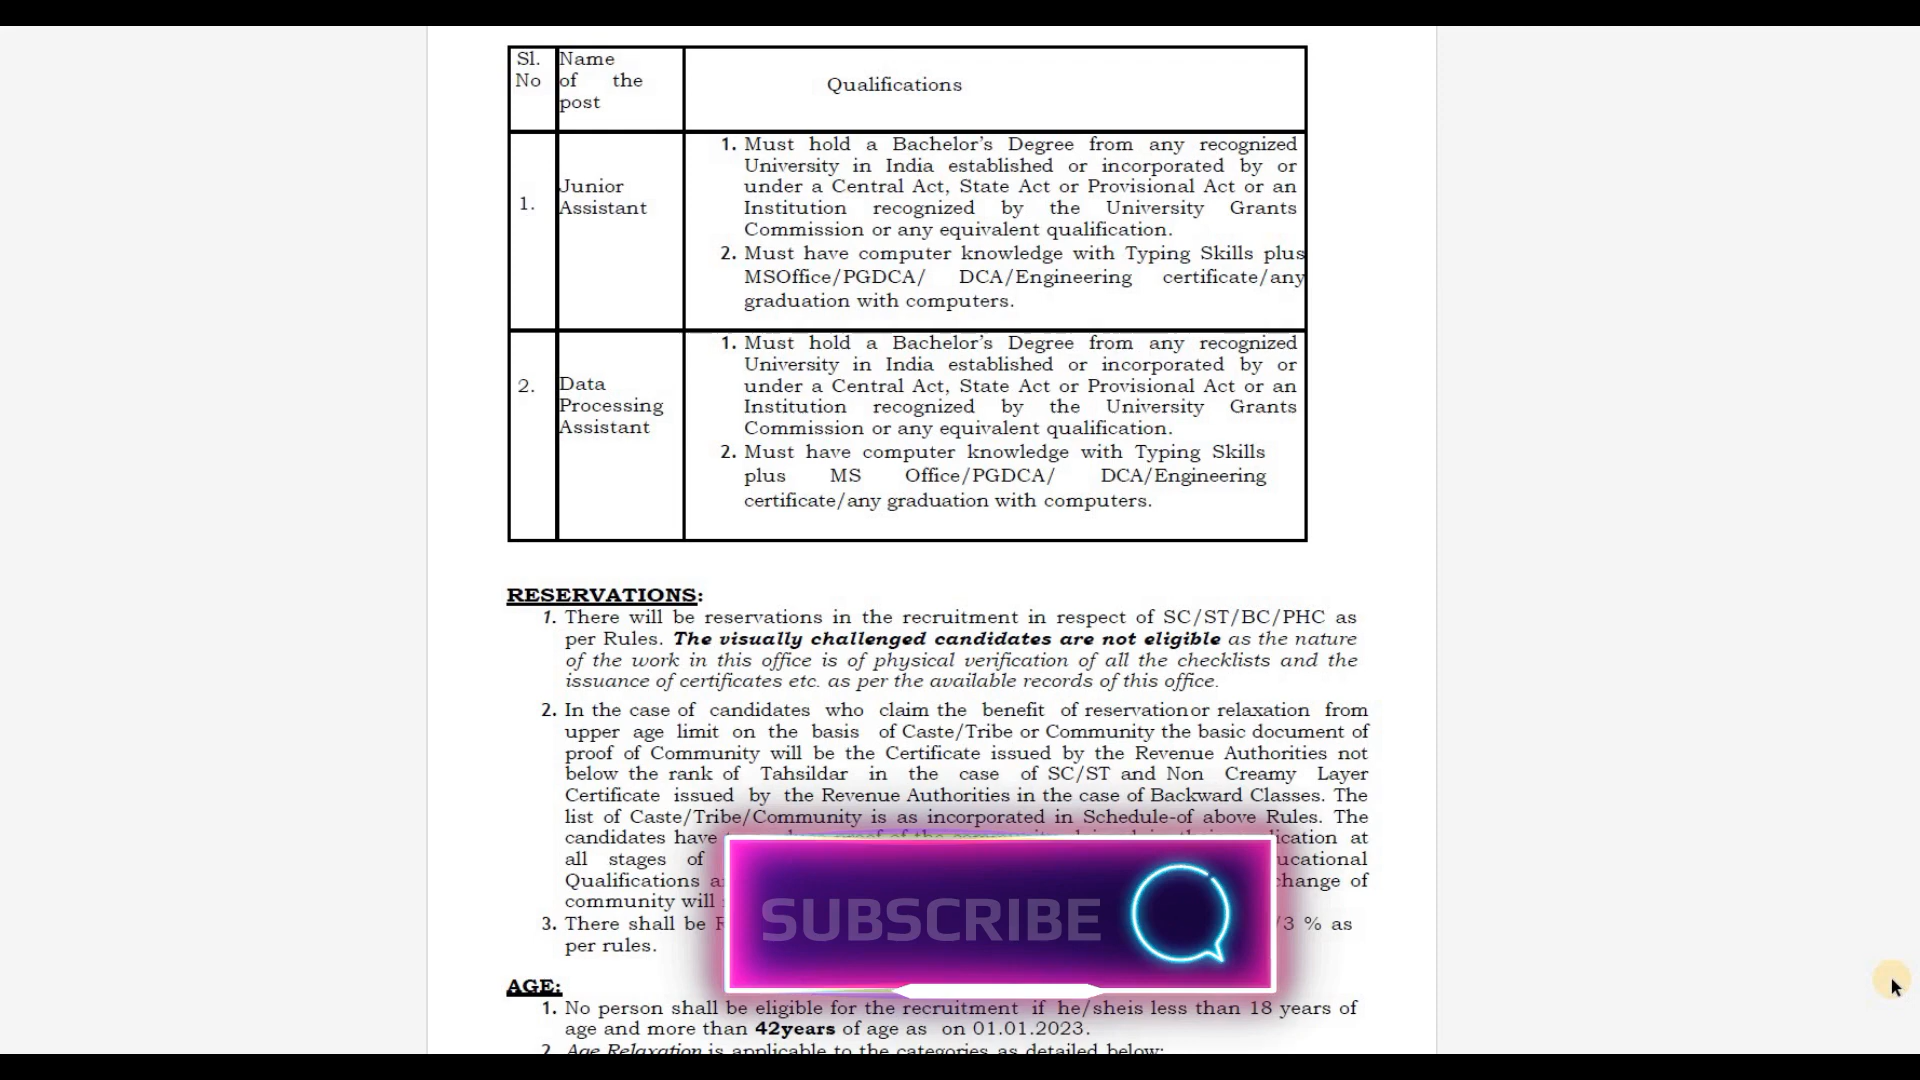 Sl. No
Name of the post
Qualifications
1.
Junior Assistant
1. Must hold a Bachelor's Degree from any recognized
University in India established or incorporated by or
under a Central Act, State Act or Provisional Act or an
Institution recognized by the University Grants
Commission or any equivalent qualification.
2. Must have computer knowledge with Typing Skills plus
MSOffice/PGDCA/ DCA/Engineering certificate/any
graduation with computers.
2.
Data Processing Assistant
1. Must hold a Bachelor's Degree from any recognized
University in India established or incorporated by or
under a Central Act, State Act or Provisional Act or an
Institution recognized by the University Grants
Commission or any equivalent qualification.
2. Must have computer knowledge with Typing Skills
plus MS Office/PGDCA/ DCA/Engineering
certificate/any graduation with computers.
RESERVATIONS:
1. There will be reservations in the recruitment in respect of SC/ST/BC/PHC as
per Rules. The visually challenged candidates are not eligible as the nature
of the work in this office is of physical verification of all the checklists and the
issuance of certificates etc. as per the available records of this office.
2. In the case of candidates who claim the benefit of reservation or relaxation from
upper age limit on the basis of Caste/Tribe or Community the basic document of
proof of Community will be the Certificate issued by the Revenue Authorities not
below the rank of Tahsildar in the case of SC/ST and Non Creamy Layer
Certificate issued by the Revenue Authorities in the case of Backward Classes. The
list of Caste/Tribe/Community is as incorporated in Schedule-of above Rules. The
candidates have at
all stages of
Qualifications change of
community will
3. There shall be /3 % as
per rules.
SUBSCRIBE
AGE:
1. No person shall be eligible for the recruitment if he/sheis less than 18 years of
age and more than 42years of age as on 01.01.2023.
2. Age Relaxation is applicable to the categories as detailed below: